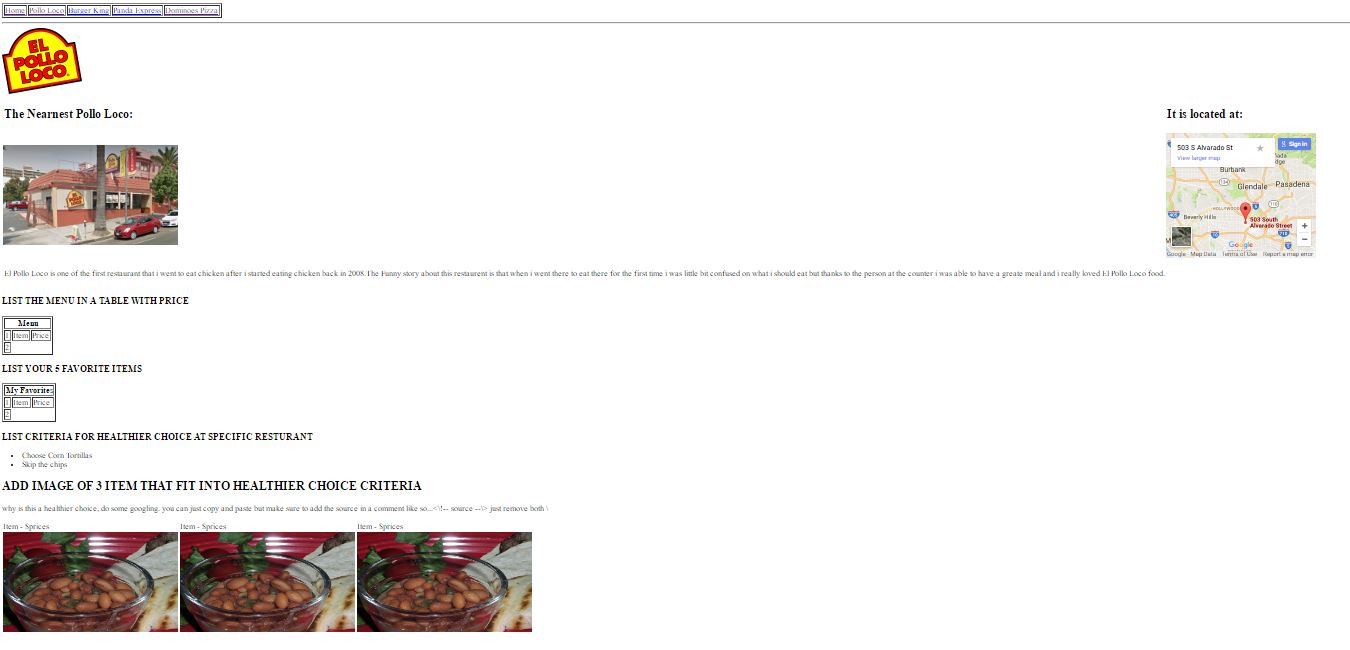 Home Pollo Loco Burger King Panda Express Dominoes Pizza
EL
POLLO
LOCO
The Nearnest Pollo Loco:
It is located at:
503 S Alvarado St
Sign in
View larger map
Burbank
Glendale
Pasadena
HOLLYWOOD
Beverly Hills
503 South
Alvarado Street
Google
Google - Map Data Terms of Use Report a map error
El Pollo Loco is one of the first restaurant that i went to eat chicken after i started eating chicken back in 2008.The Funny story about this restaurent is that when i went there to eat there for the first time i was little bit confused on what i should eat but thanks to the person at the counter i was able to have a greate meal and i really loved El Pollo Loco food.
LIST THE MENU IN A TABLE WITH PRICE
Menu
1 Item Price
2
LIST YOUR 5 FAVORITE ITEMS
My Favorites
1 Item Price
2
LIST CRITERIA FOR HEALTHIER CHOICE AT SPECIFIC RESTURANT
Choose Corn Tortillas
Skip the chips
ADD IMAGE OF 3 ITEM THAT FIT INTO HEALTHIER CHOICE CRITERIA
why is this a healthier choice, do some googling. you can just copy and paste but make sure to add the source in a comment like so...<\!-- source --\> just remove both \
Item - $prices Item - $prices Item - $prices